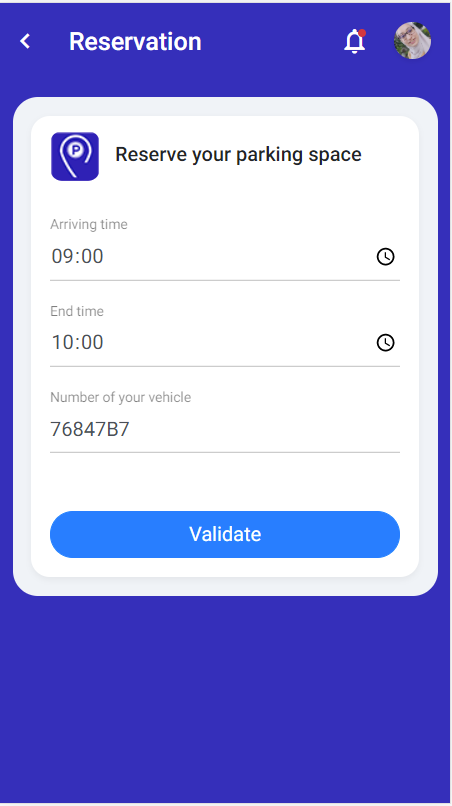 Reservation
P
Reserve your parking space
Arriving time
09:00
End time
10:00
Number of your vehicle
76847B7
Validate